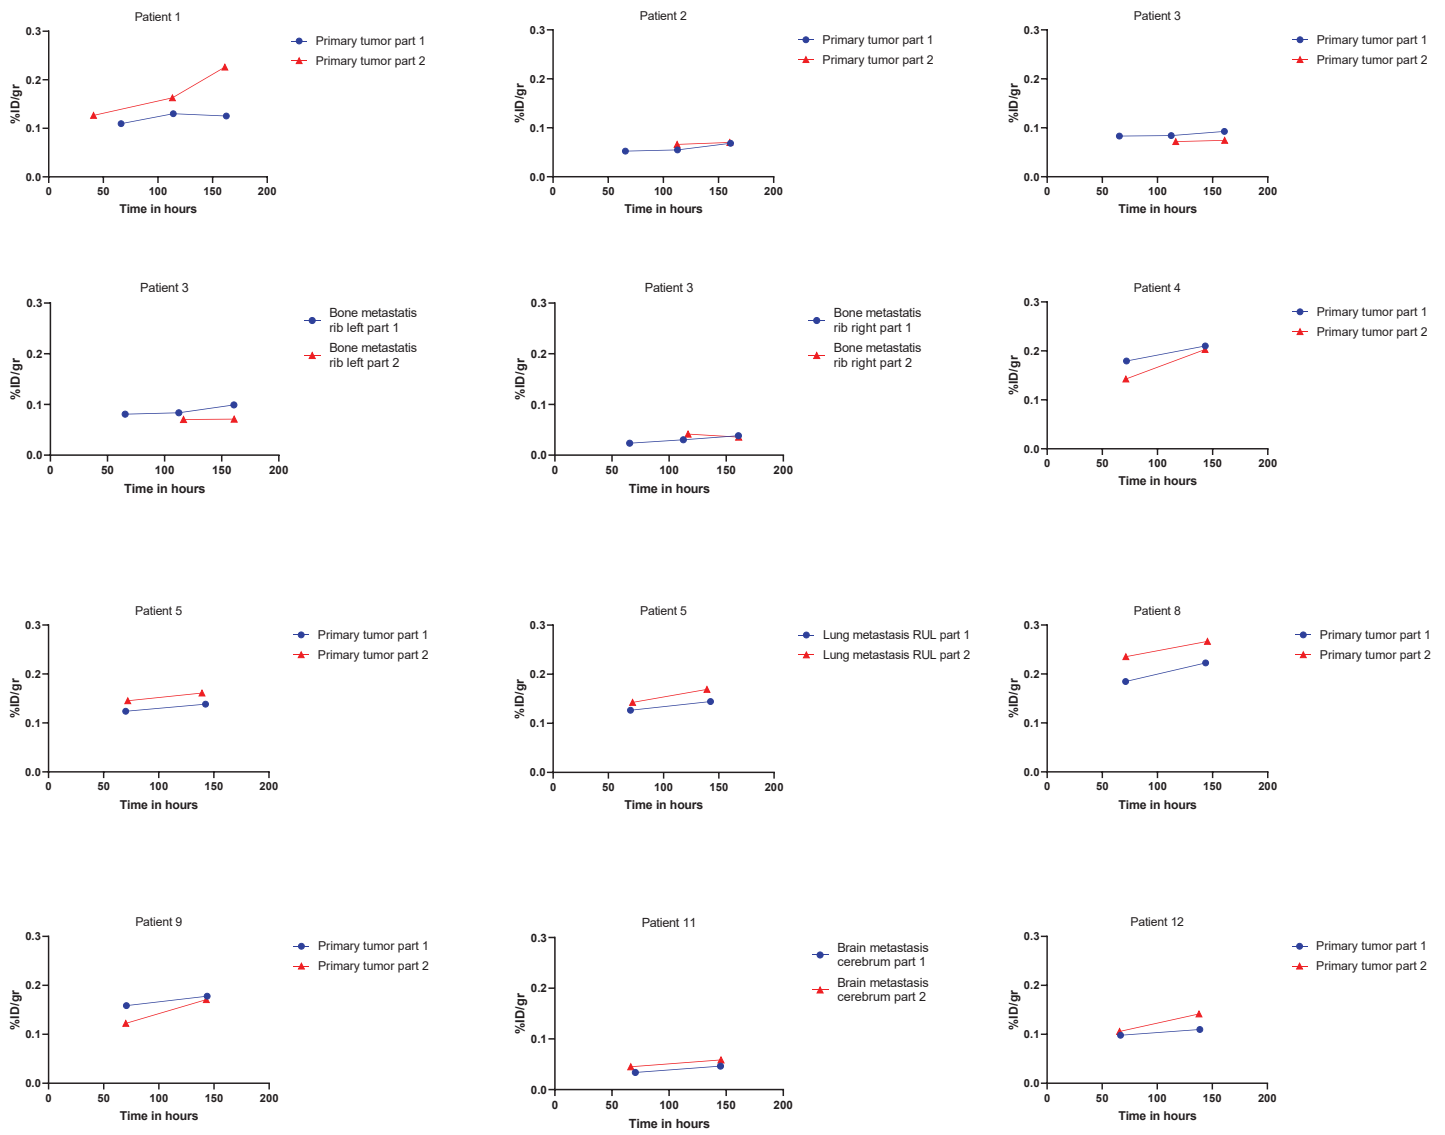 Patient 1
0.3
0.2
0.1
0.0
%ID/gr
0
50
100
150
200
Time in hours
Primary tumor part 1
Primary tumor part 2
Patient 2
0.3
0.2
0.1
0.0
%ID/gr
0
50
100
150
200
Time in hours
Primary tumor part 1
Primary tumor part 2
Patient 3
0.3
0.2
0.1
0.0
%ID/gr
0
50
100
150
200
Time in hours
Primary tumor part 1
Primary tumor part 2
Patient 3
0.3
0.2
0.1
0.0
%ID/gr
0
50
100
150
200
Time in hours
Bone metastatis
rib left part 1
Bone metastatis
rib left part 2
Patient 3
0.3
0.2
0.1
0.0
%ID/gr
0
50
100
150
200
Time in hours
Bone metastatis
rib right part 1
Bone metastatis
rib right part 2
Patient 4
0.3
0.2
0.1
0.0
%ID/gr
0
50
100
150
200
Time in hours
Primary tumor part 1
Primary tumor part 2
Patient 5
0.3
0.2
0.1
0.0
%ID/gr
0
50
100
150
200
Time in hours
Primary tumor part 1
Primary tumor part 2
Patient 5
0.3
0.2
0.1
0.0
%ID/gr
0
50
100
150
200
Time in hours
Lung metastasis RUL part 1
Lung metastasis RUL part 2
Patient 8
0.3
0.2
0.1
0.0
%ID/gr
0
50
100
150
200
Time in hours
Primary tumor part 1
Primary tumor part 2
Patient 9
0.3
0.2
0.1
0.0
%ID/gr
0
50
100
150
200
Time in hours
Primary tumor part 1
Primary tumor part 2
Patient 11
0.3
0.2
0.1
0.0
%ID/gr
0
50
100
150
200
Time in hours
Brain metastasis
cerebrum part 1
Brain metastasis
cerebrum part 2
Patient 12
0.3
0.2
0.1
0.0
%ID/gr
0
50
100
150
200
Time in hours
Primary tumor part 1
Primary tumor part 2